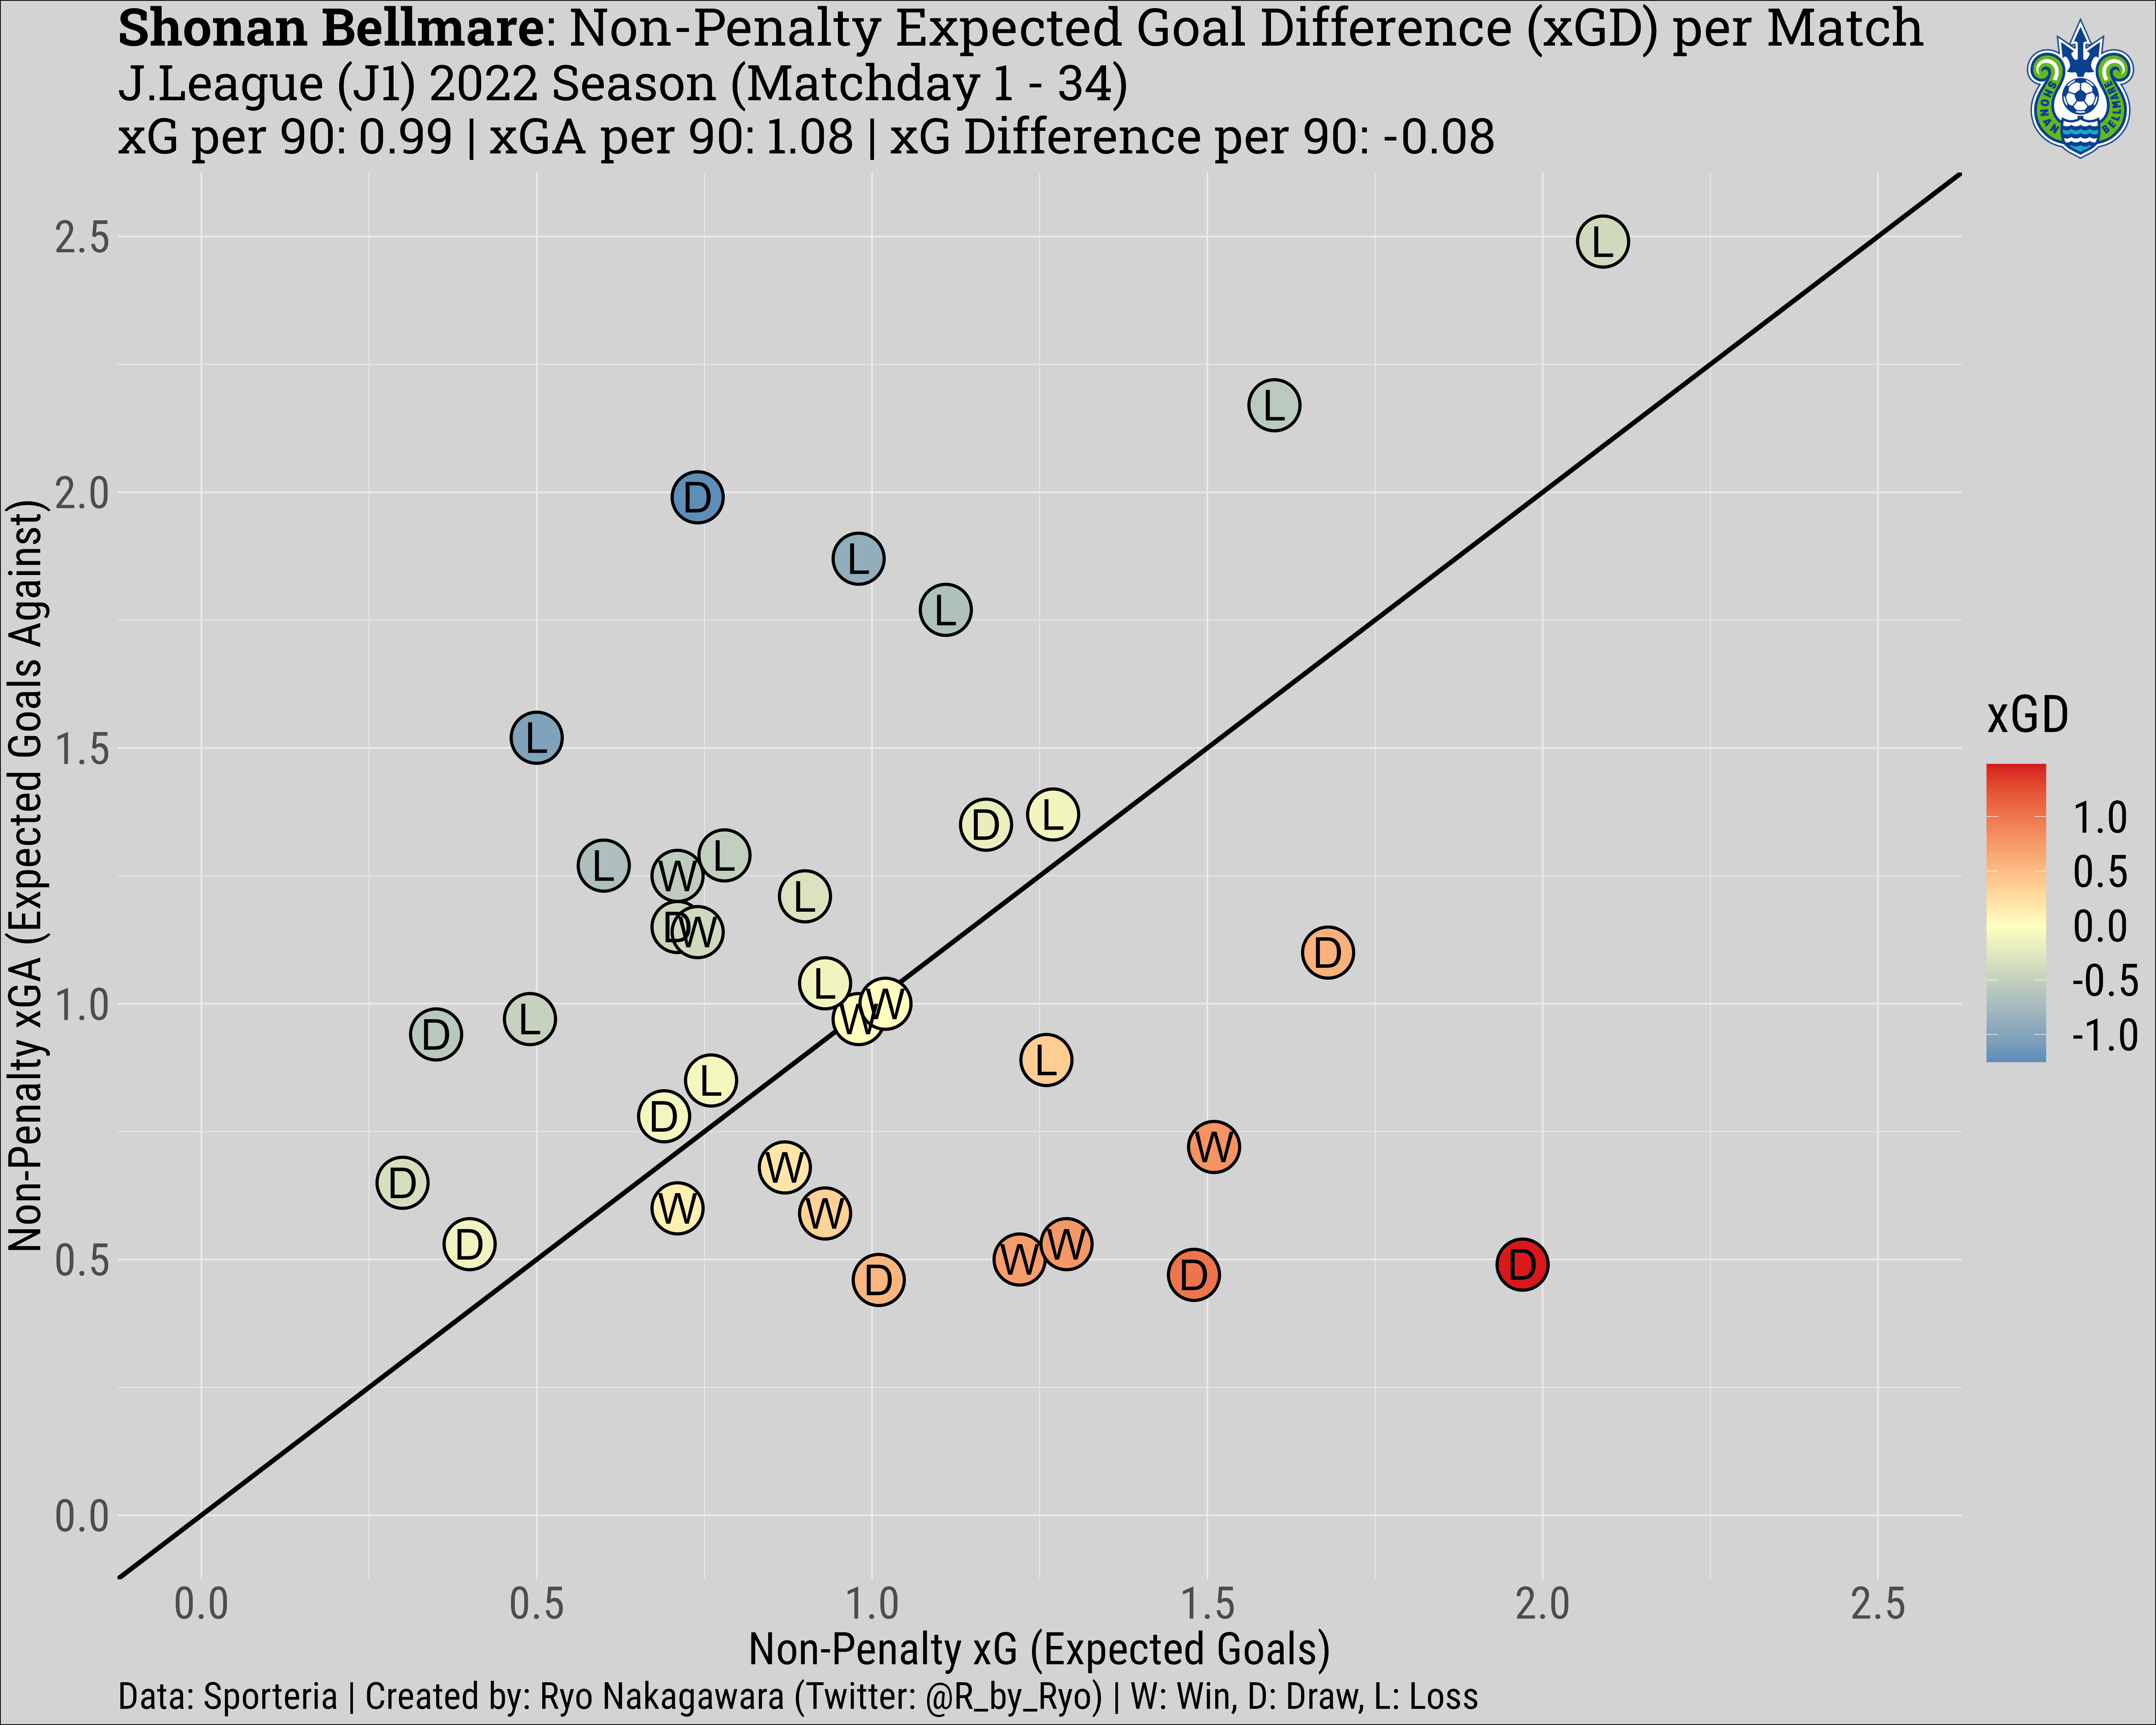 Shonan Bellmare: Non-Penalty Expected Goal Difference (xGD) per Match
J.League (J1) 2022 Season (Matchday 1 - 34)
xG per 90: 0.99 | xGA per 90: 1.08 | xG Difference per 90: -0.08
SHONAN BELLMARE
Non-Penalty xGA (Expected Goals Against)
2.5
2.0
1.5
1.0
0.5
0.0
L
L
D
L
L
L
D
L
L
W
L
L
D
W
D
L
W
W
D
L
L
L
D
D
W
W
D
W
W
D
W
W
D
D
xGD
1.0
0.5
0.0
-0.5
-1.0
0.0
0.5
1.0
1.5
2.0
2.5
Non-Penalty xG (Expected Goals)
Data: Sporteria | Created by: Ryo Nakagawara (Twitter: @R_by_Ryo) | W: Win, D: Draw, L: Loss